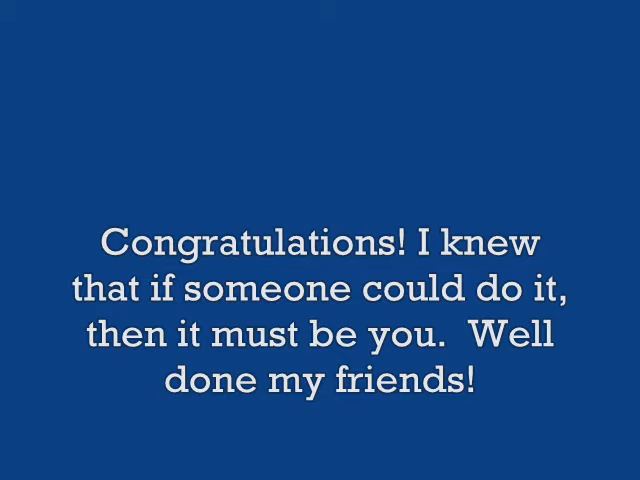 Congratulations! I knew
that if someone could do it,
then it must be you.  Well
done my friends!